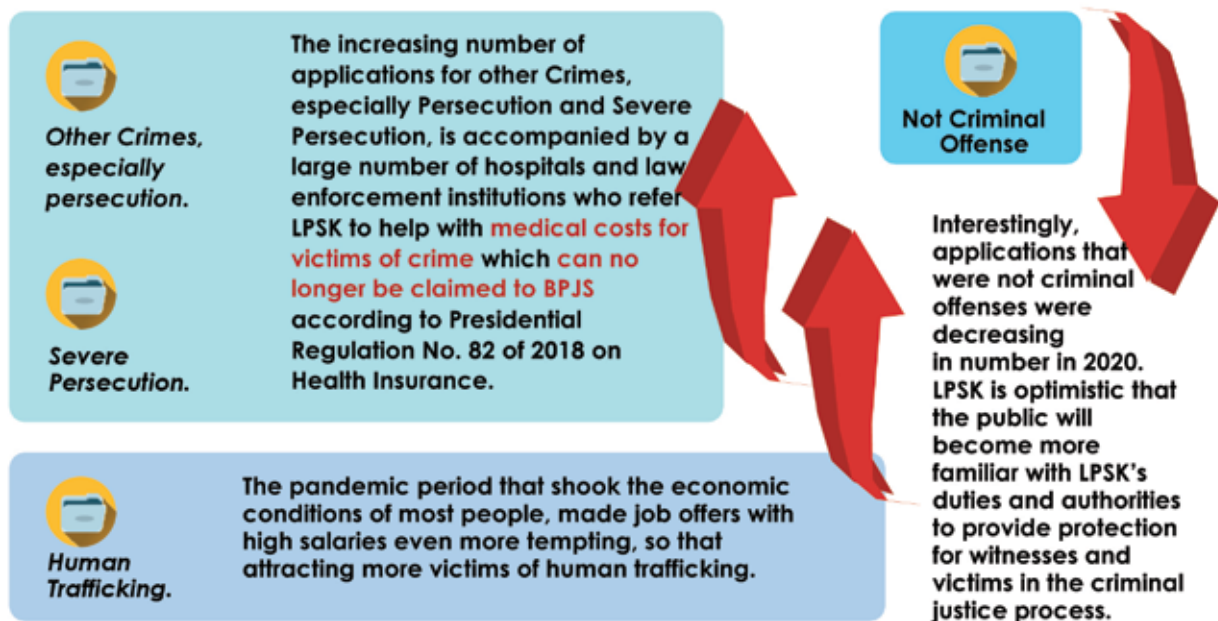 Other Crimes,
especially
persecution.
Severe
Persecution.
The increasing number of
applications for other Crimes,
especially Persecution and Severe
Persecution, is accompanied by a
large number of hospitals and law
enforcement institutions who refer
LPSK to help with medical costs for
victims of crime which can no
longer be claimed to BPJS
according to Presidential
Regulation No. 82 of 2018 on
Health Insurance.
Human
Trafficking.
The pandemic period that shook the economic
conditions of most people, made job offers with
high salaries even more tempting, so that
attracting more victims of human trafficking.
Not Criminal
Offense
Interestingly,
applications that
were not criminal
offenses were
decreasing
in number in 2020.
LPSK is optimistic that
the public will
become more
familiar with LPSK's
duties and authorities
to provide protection
for witnesses and
victims in the criminal
justice process.